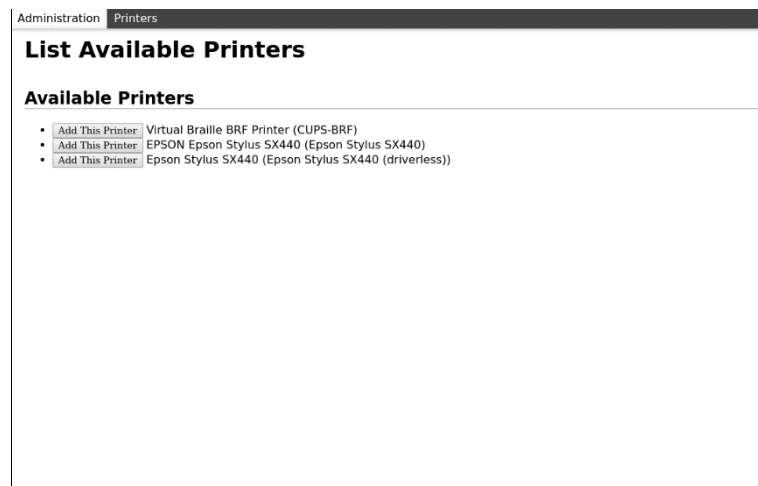 Administration Printers
List Available Printers
Available Printers
Add This Printer Virtual Braille BRF Printer (CUPS-BRF)
Add This Printer EPSON Epson Stylus SX440 (Epson Stylus SX440)
Add This Printer Epson Stylus SX440 (Epson Stylus SX440 (driverless))